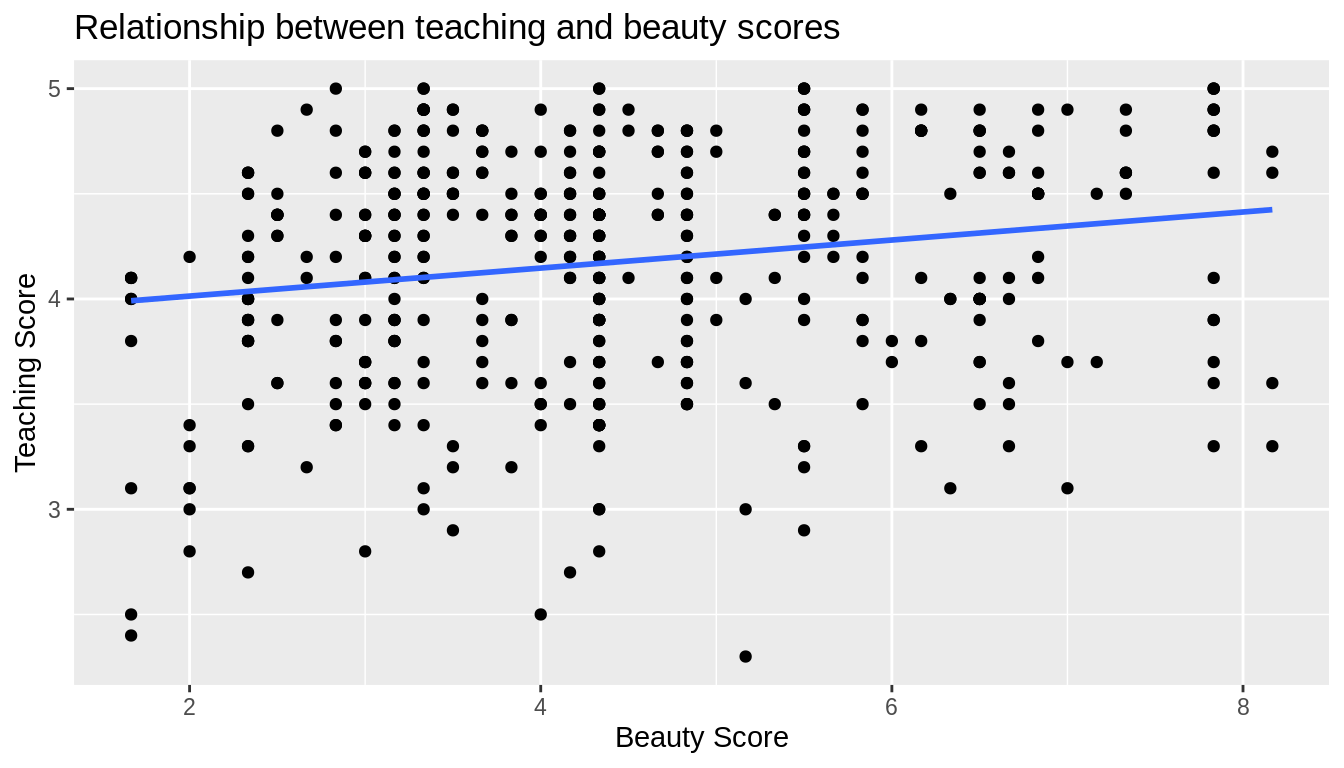 Relationship between teaching and beauty scores
5
4
3
Teaching Score
2 4 6 8
Beauty Score